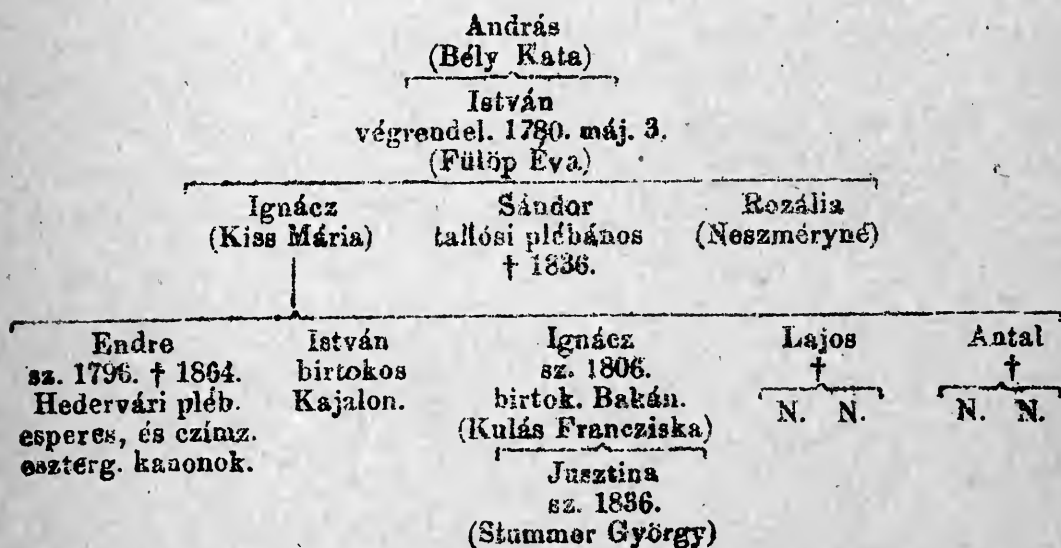 András
(Bély Kata)
István
végrendel. 1780. máj. 3.
(Fülöp Éva)
Ignácz Sándor Rozália
(Kiss Mária) tallósi plébános (Neszméryné)
† 1836.
Endre István Ignácz Lajos Antal
sz. 1796. † 1864. birtokos sz. 1806. † †
Hedervári pléb. Kajalon. birtok. Bakán. N. N. N. N.
esperes, és czímz. (Kulás Francziska)
eszterg. kanonok. Jusztina
sz. 1836.
(Stummer György)